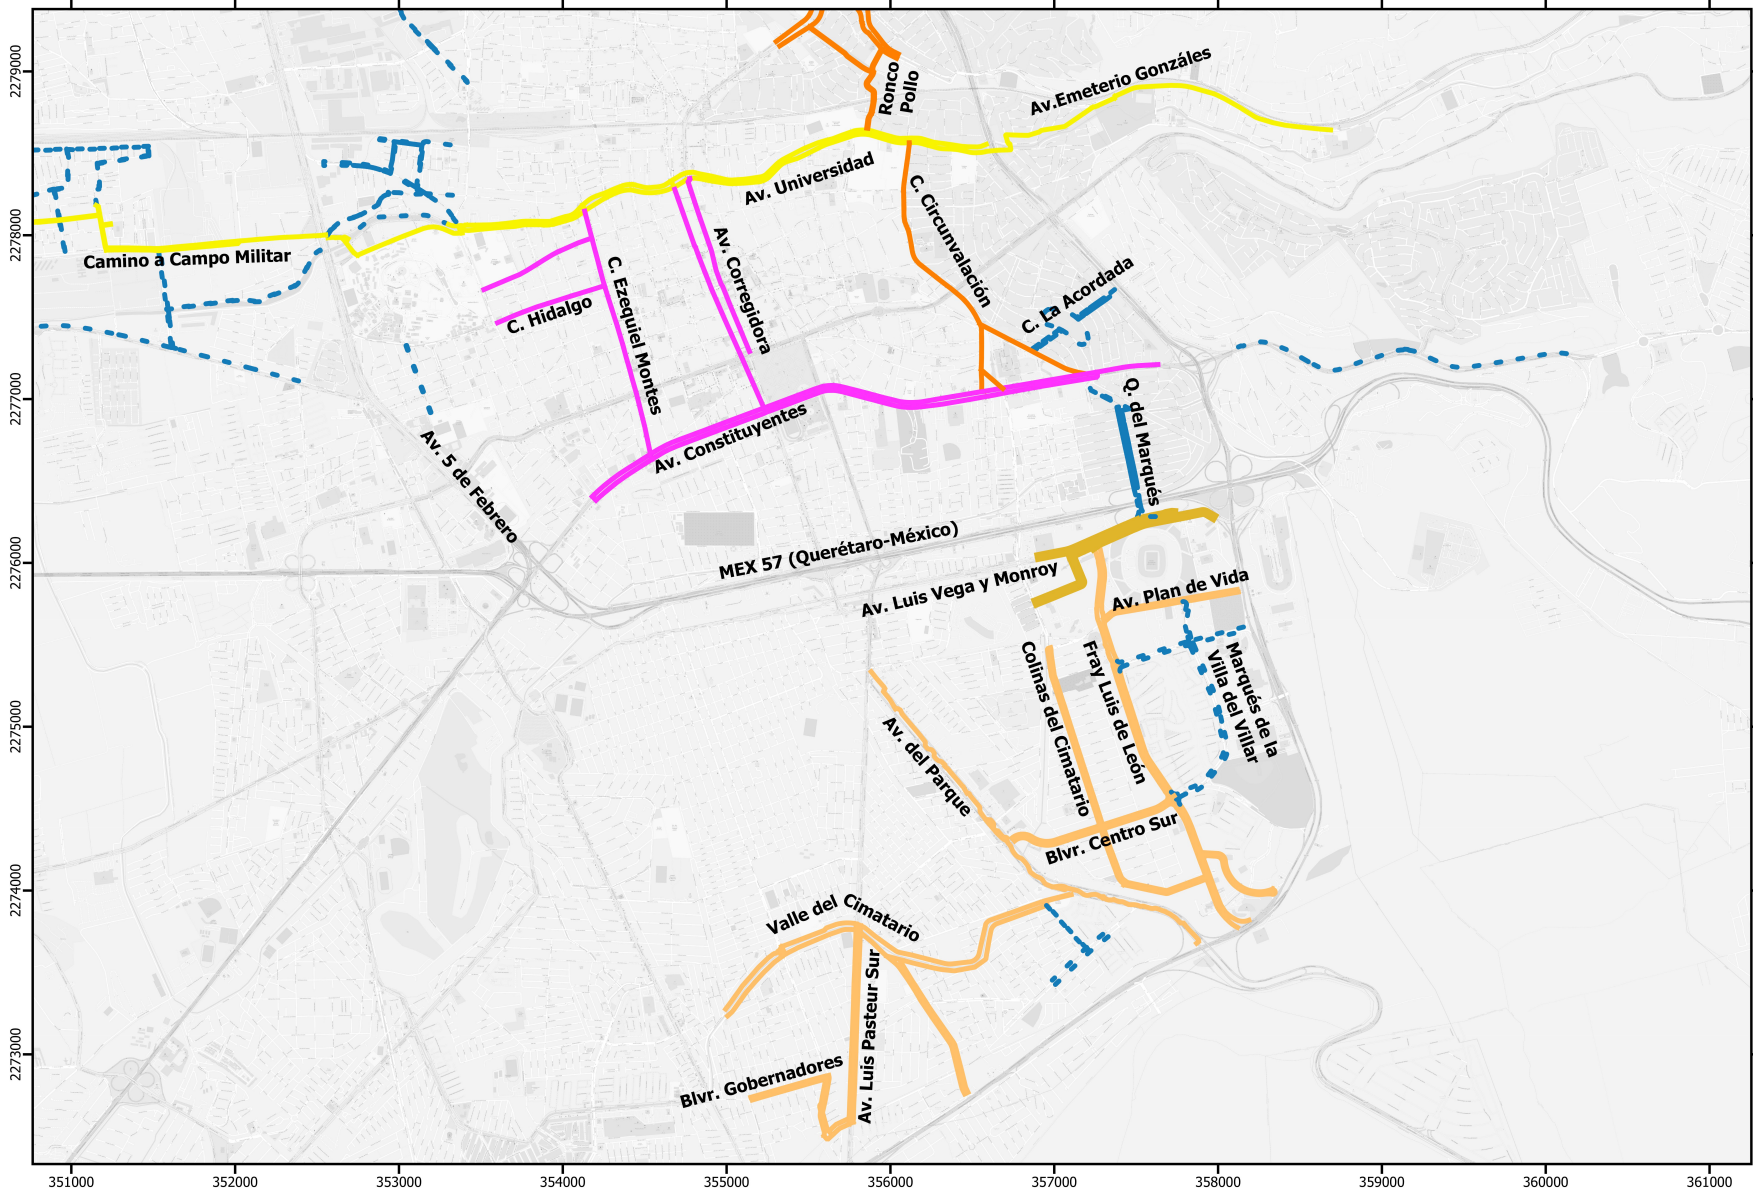 Ronco
Pollo
Av.Emeterio Gonzáles
Av. Universidad
C. Circunvalación
Camino a Campo Militar
C. Ezequiel Montes
Av. Corregidora
C. La Acordada
C. Hidalgo
Q. del Marqués
Av. Constituyentes
Av. 5 de Febrero
MEX 57 (Querétaro-México)
Av. Luis Vega y Monroy
Av. Plan de Vida
Colinas del Cimatario
Fray Luis de León
Marqués de la
Villa del Villar
Av. del Parque
Blvr. Centro Sur
Valle del Cimatario
Av. Luis Pasteur Sur
Blvr. Gobernadores
2279000
2278000
2277000
2276000
2275000
2274000
2273000
351000
352000
353000
354000
355000
356000
357000
358000
359000
360000
361000